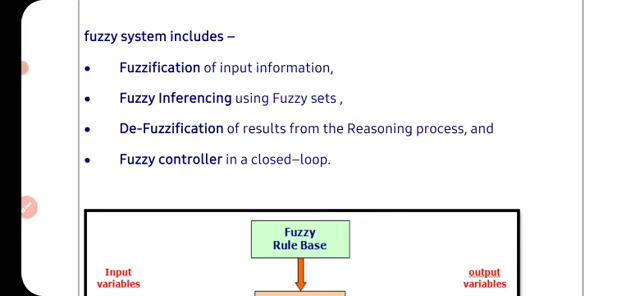 fuzzy system includes –
• Fuzzification of input information,
• Fuzzy Inferencing using Fuzzy sets ,
• De-Fuzzification of results from the Reasoning process, and
• Fuzzy controller in a closed–loop.
Fuzzy
Rule Base
Input
variables
output
variables